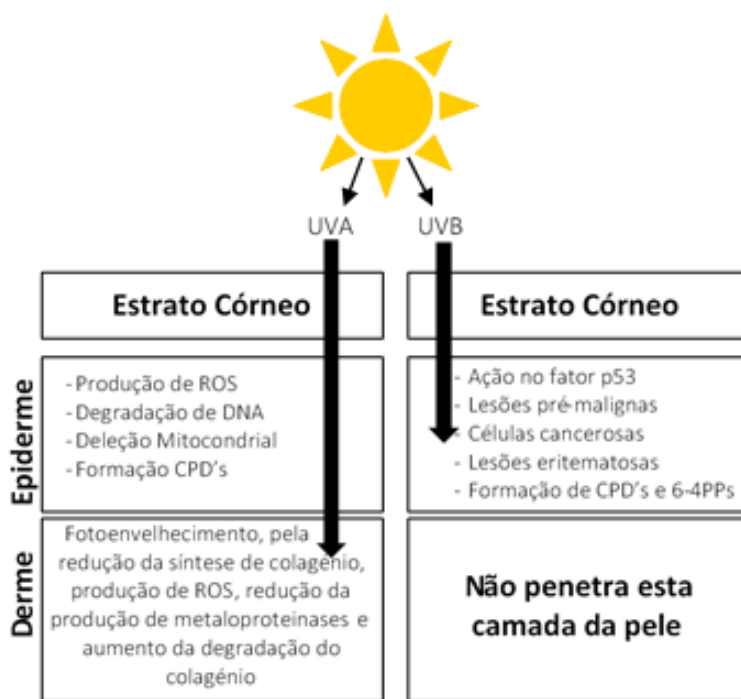 UVA
UVB
Estrato Córneo
Estrato Córneo
Epiderme
- Produção de ROS
- Degradação de DNA
- Deleção Mitocondrial
- Formação CPD's
- Ação no fator p53
- Lesões pré-malignas
- Células cancerosas
- Lesões eritematosas
- Formação de CPD's e 6-4PPs
Derme
Fotoenvelhecimento, pela
redução da síntese de colagénio,
produção de ROS, redução da
produção de metaloproteinases e
aumento da degradação do
colagénio
Não penetra esta
camada da pele